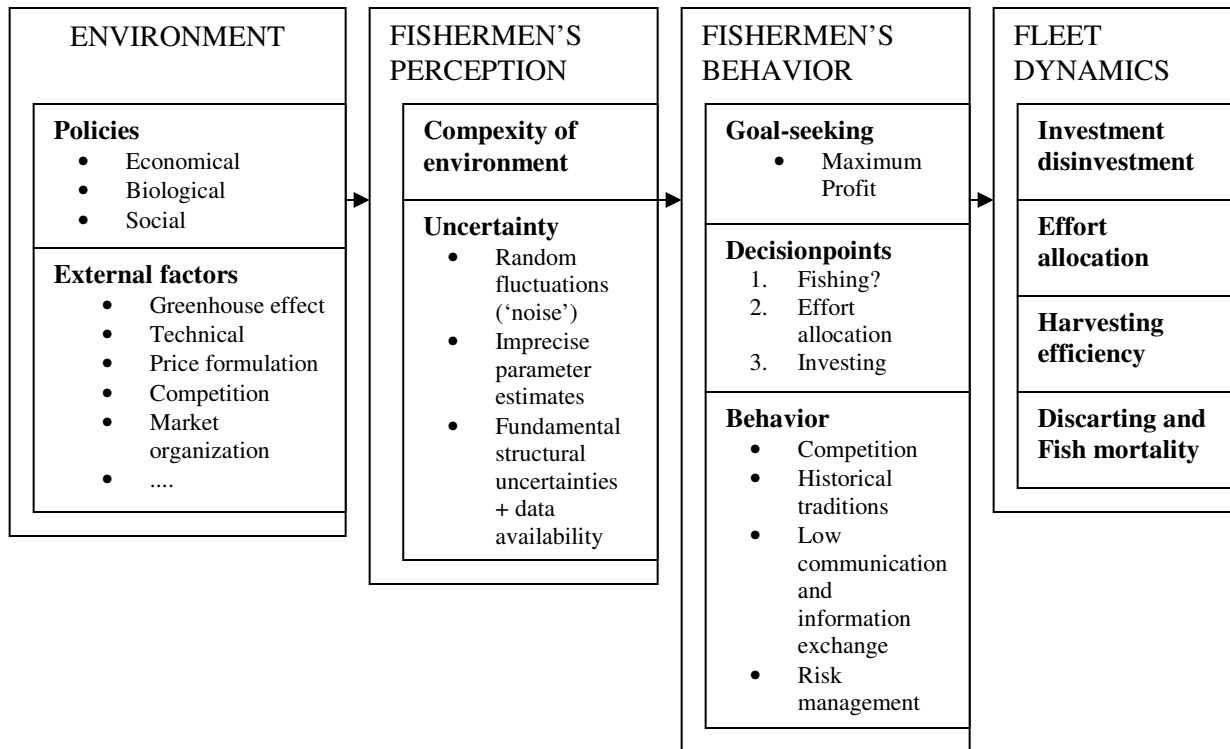 ENVIRONMENT
Policies
• Economical
• Biological
• Social
External factors
• Greenhouse effect
• Technical
• Price formulation
• Competition
• Market
organization
• ....
FISHERMEN’S
PERCEPTION
Compexity of
environment
Uncertainty
• Random
fluctuations
(‘noise’)
• Imprecise
parameter
estimates
• Fundamental
structural
uncertainties
+ data
availability
FISHERMEN’S
BEHAVIOR
Goal-seeking
• Maximum
Profit
Decisionpoints
1. Fishing?
2. Effort
allocation
3. Investing
Behavior
• Competition
• Historical
traditions
• Low
communication
and
information
exchange
• Risk
management
FLEET
DYNAMICS
Investment
disinvestment
Effort
allocation
Harvesting
efficiency
Discarting and
Fish mortality